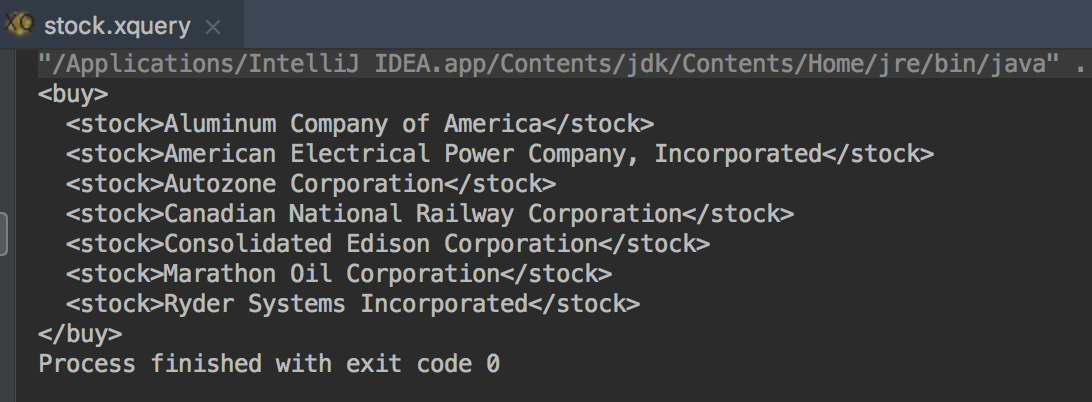 XQ stock.xquery ×
"/Applications/IntelliJ IDEA.app/Contents/jdk/Contents/Home/jre/bin/java" .
<buy>
  <stock>Aluminum Company of America</stock>
  <stock>American Electrical Power Company, Incorporated</stock>
  <stock>Autozone Corporation</stock>
  <stock>Canadian National Railway Corporation</stock>
  <stock>Consolidated Edison Corporation</stock>
  <stock>Marathon Oil Corporation</stock>
  <stock>Ryder Systems Incorporated</stock>
</buy>
Process finished with exit code 0